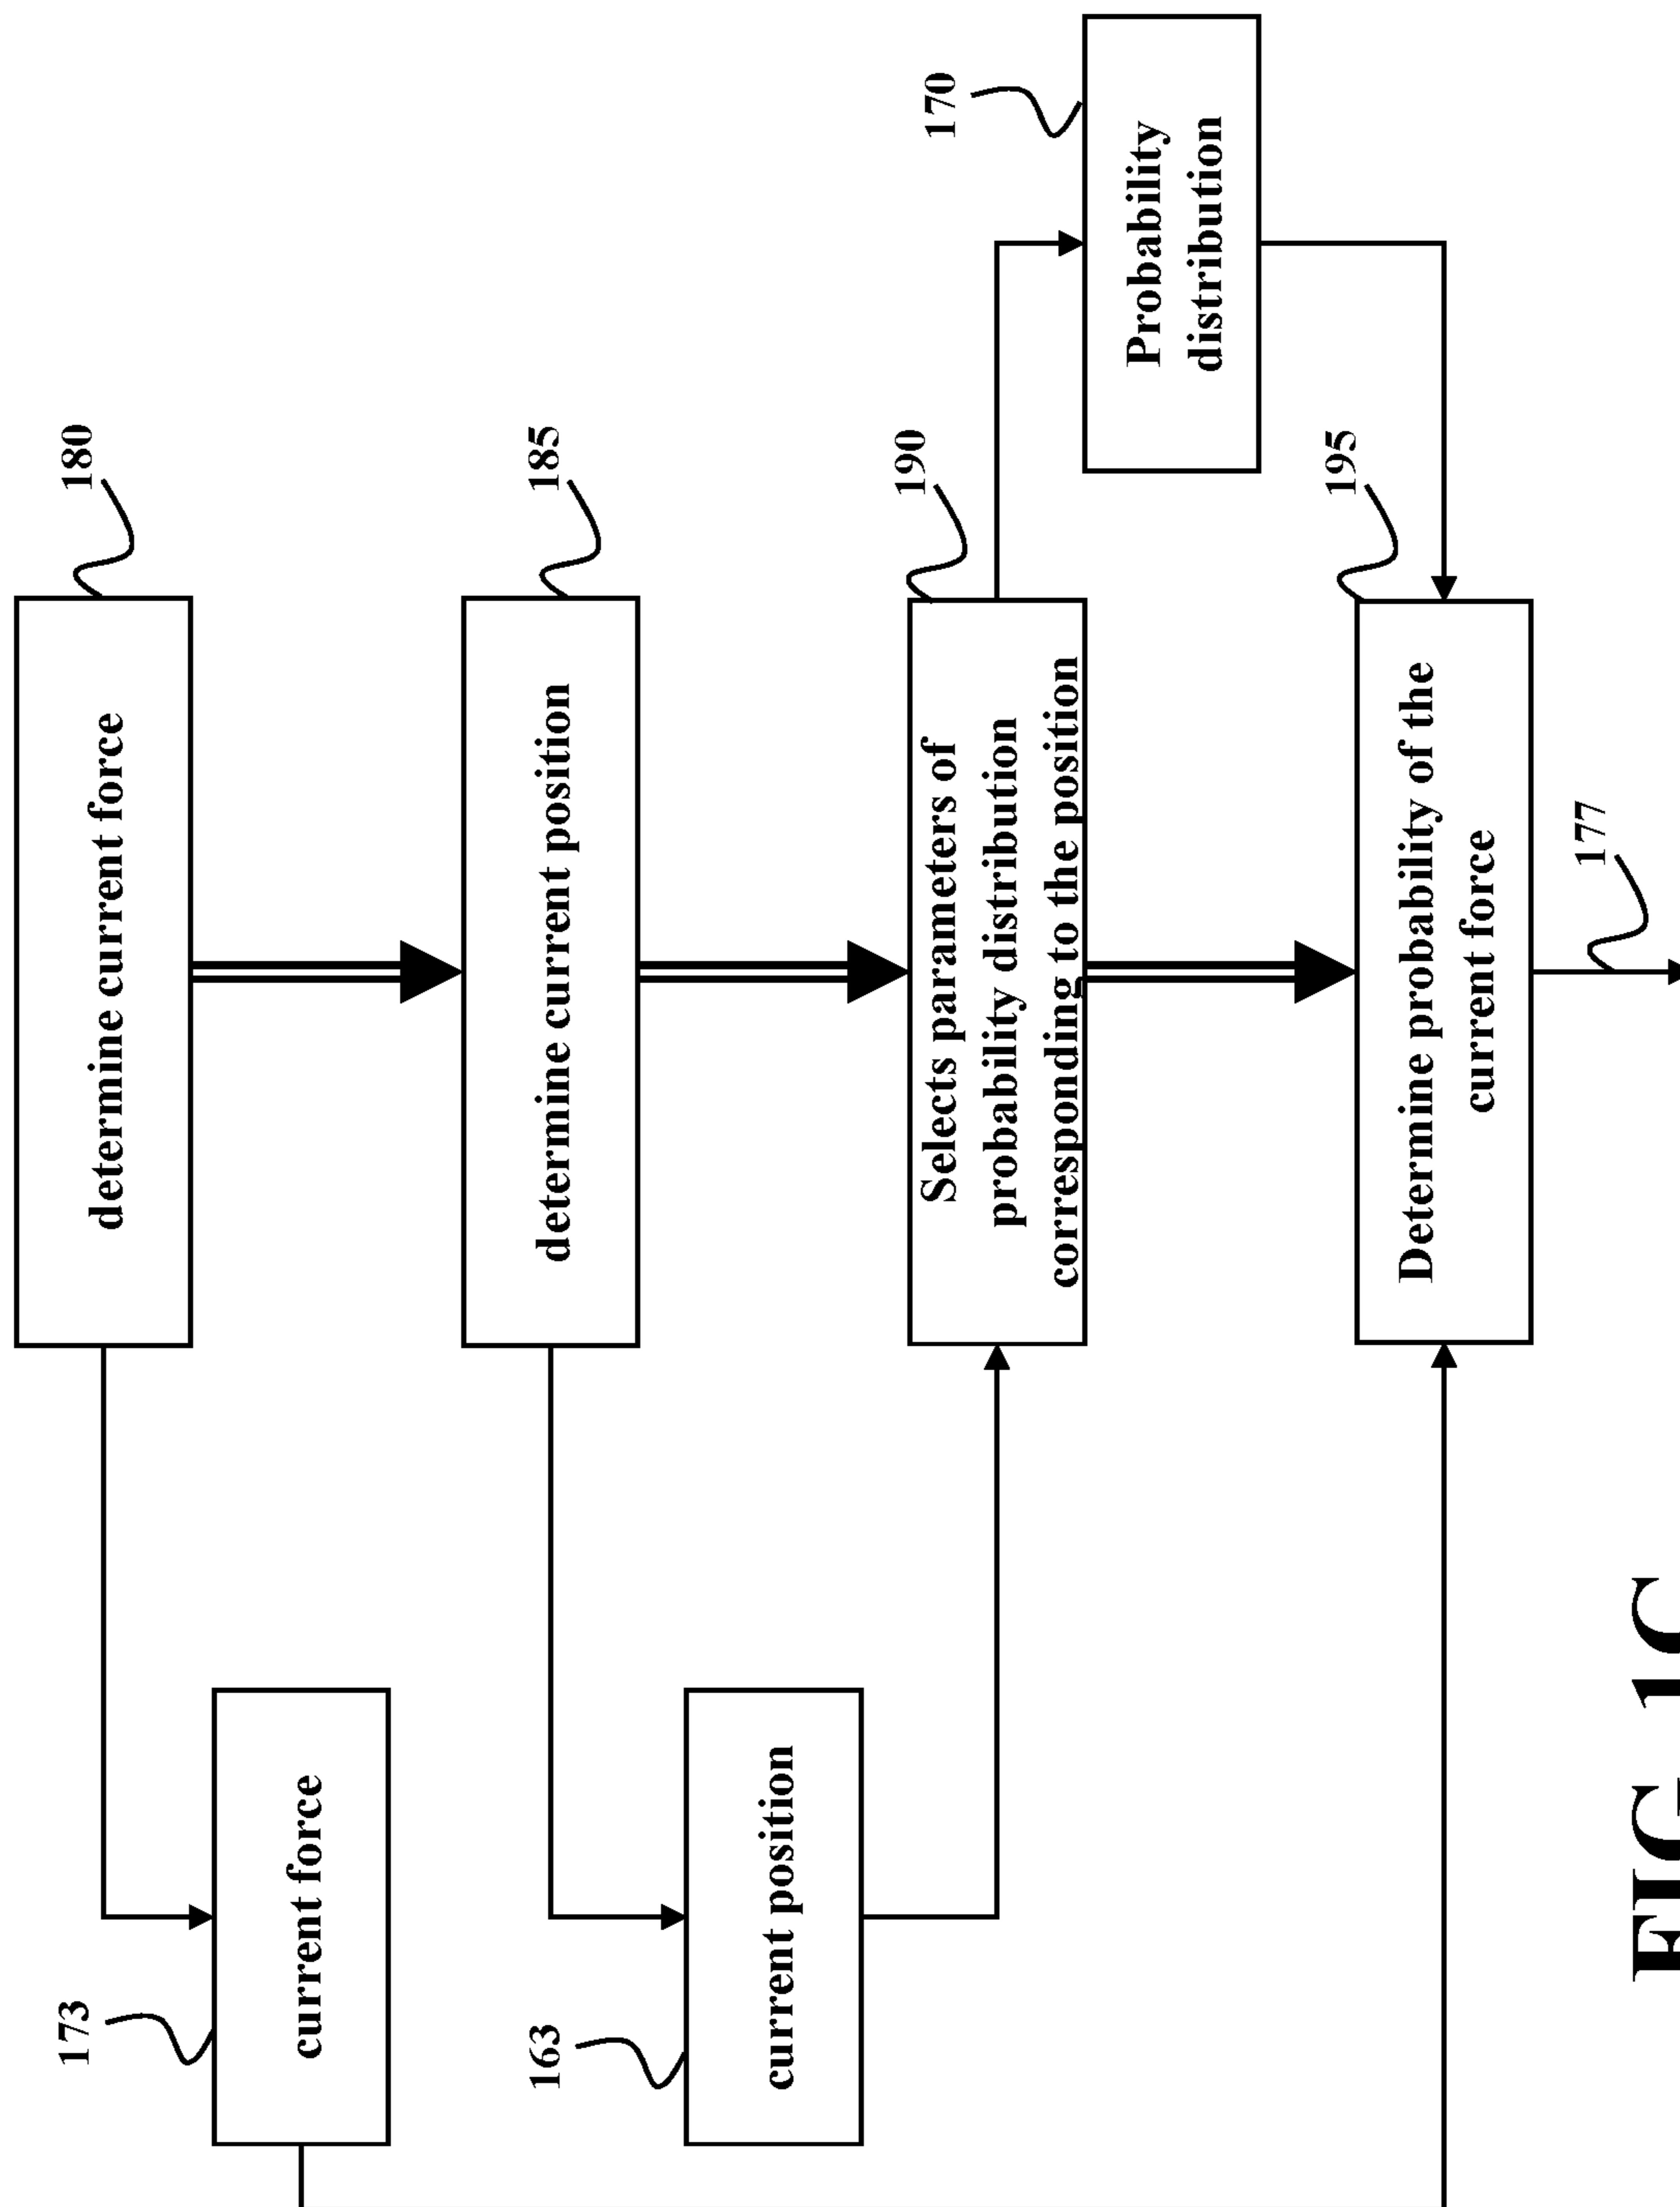 180
determine current force
173
current force
185
determine current position
163
current position
190
Selects parameters of
probability distribution
corresponding to the position
170
Probability
distribution
195
Determine probability of the
current force
177
FIG 1C